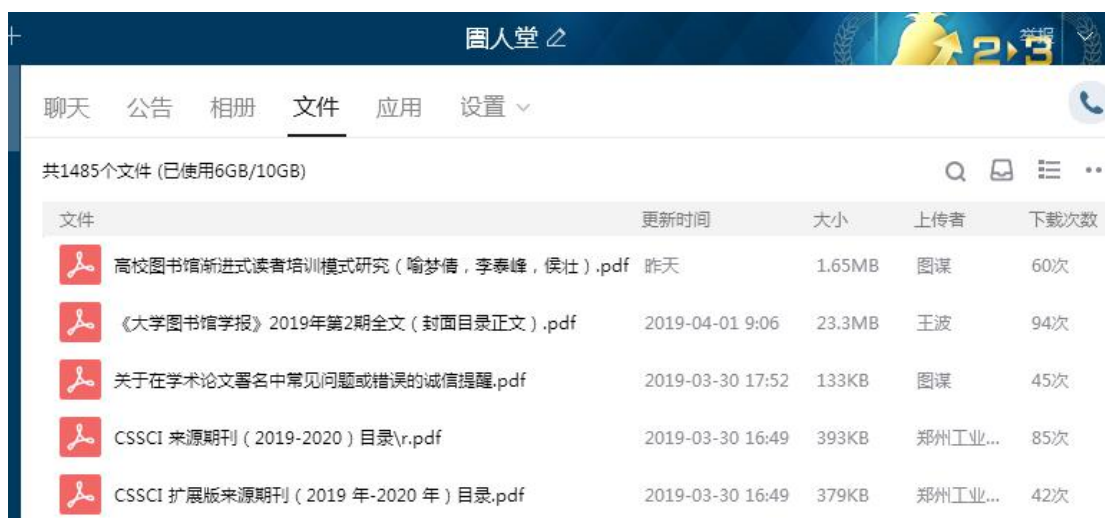 圕人堂
2 3 举报
聊天 公告 相册 文件 应用 设置
共1485个文件 (已使用6GB/10GB)
文件 更新时间 大小 上传者 下载次数
高校图书馆渐进式读者培训模式研究（喻梦倩，李泰峰，侯壮）.pdf 昨天 1.65MB 图谋 60次
《大学图书馆学报》2019年第2期全文（封面目录正文）.pdf 2019-04-01 9:06 23.3MB 王波 94次
关于在学术论文署名中常见问题或错误的诚信提醒.pdf 2019-03-30 17:52 133KB 图谋 45次
CSSCI 来源期刊（2019-2020）目录\r.pdf 2019-03-30 16:49 393KB 郑州工业... 85次
CSSCI 扩展版来源期刊（2019 年-2020 年）目录.pdf 2019-03-30 16:49 379KB 郑州工业... 42次